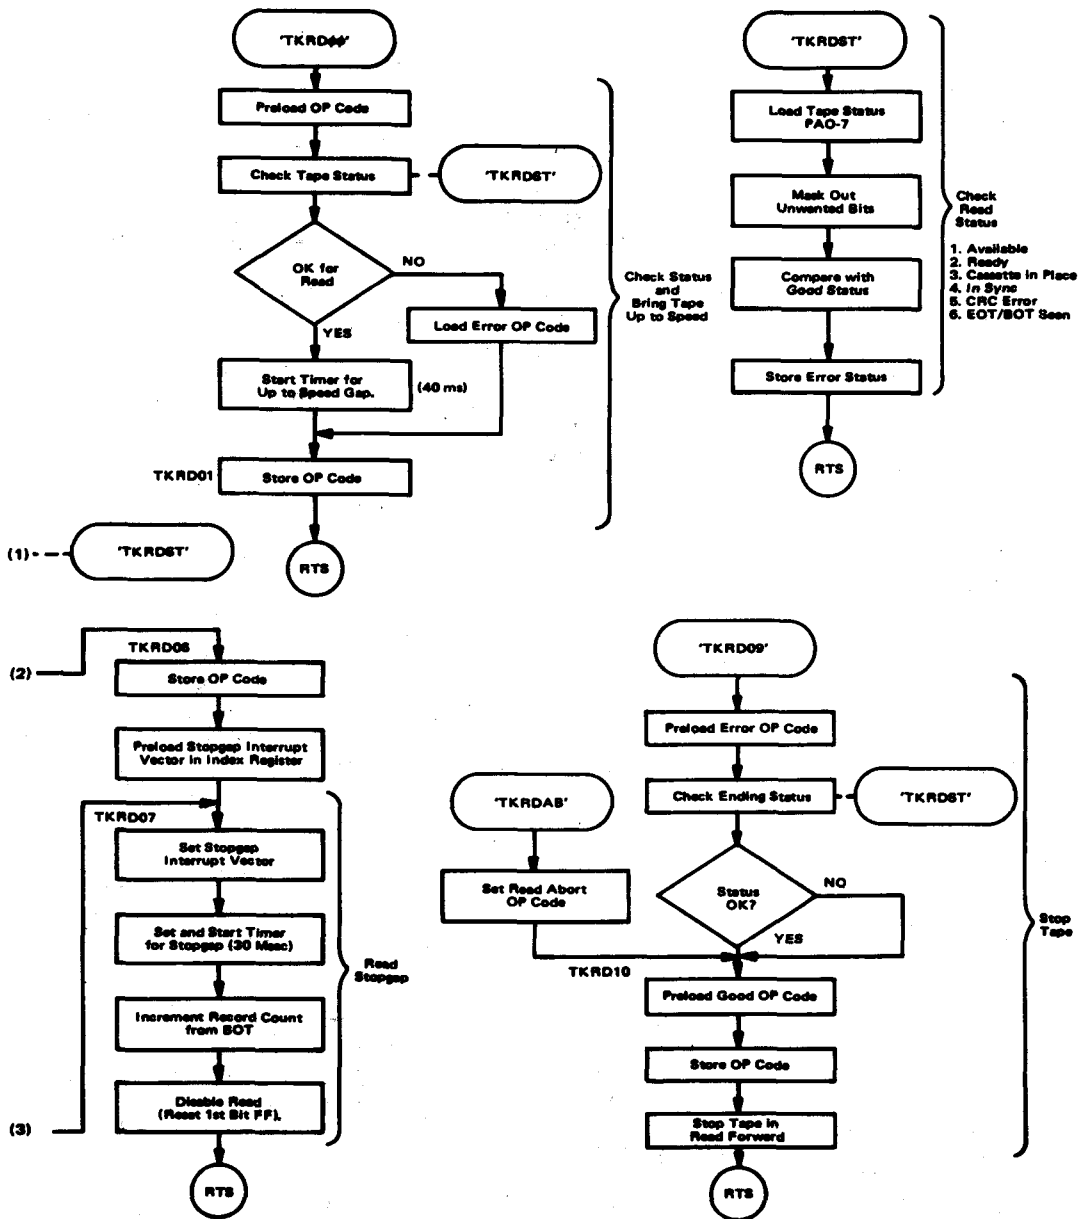 'TKRDϕϕ'
Preload OP Code
Check Tape Status
'TKRDST'
OK for
Read
NO
YES
Load Error OP Code
Start Timer for
Up to Speed Gap.
(40 ms)
TKRD01
Store OP Code
RTS
Check Status
and
Bring Tape
Up to Speed
'TKRDST'
Load Tape Status
PAO-7
Mask Out
Unwanted Bits
Compare with
Good Status
Store Error Status
RTS
Check
Read
Status
1. Available
2. Ready
3. Cassette in Place
4. In Sync
5. CRC Error
6. EOT/BOT Seen
(1)
'TKRDST'
(2)
TKRD06
Store OP Code
Preload Stopgap Interrupt
Vector in Index Register
TKRD07
Set Stopgap
Interrupt Vector
Set and Start Timer
for Stopgap (30 Msec)
Increment Record Count
from BOT
Disable Read
(Reset 1st Bit FF).
(3)
RTS
Read
Stopgap
'TKRD09'
Preload Error OP Code
Check Ending Status
'TKRDST'
'TKRDAB'
Set Read Abort
OP Code
Status
OK?
NO
YES
TKRD10
Preload Good OP Code
Store OP Code
Stop Tape in
Read Forward
RTS
Stop
Tape